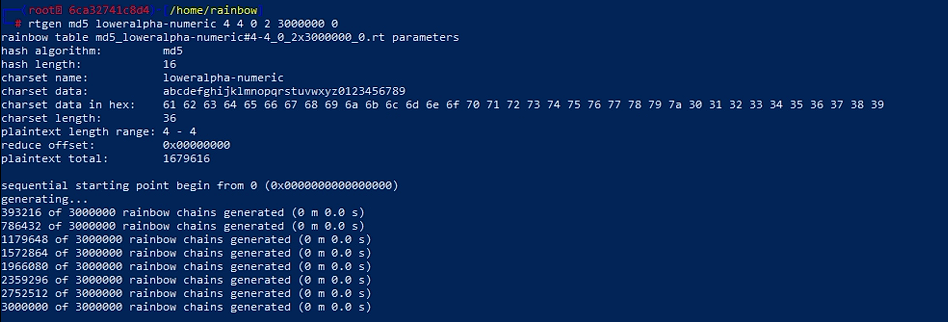 root 6ca32741c8d4 /home/rainbow
# rtgen md5 loweralpha-numeric 4 4 0 2 3000000 0
rainbow table md5_loweralpha-numeric#4-4_0_2x3000000_0.rt parameters
hash algorithm: md5
hash length: 16
charset name: loweralpha-numeric
charset data: abcdefghijklmnopqrstuvwxyz0123456789
charset data in hex: 61 62 63 64 65 66 67 68 69 6a 6b 6c 6d 6e 6f 70 71 72 73 74 75 76 77 78 79 7a 30 31 32 33 34 35 36 37 38 39
charset length: 36
plaintext length range: 4 - 4
reduce offset: 0x00000000
plaintext total: 1679616
sequential starting point begin from 0 (0x0000000000000000)
generating...
393216 of 3000000 rainbow chains generated (0 m 0.0 s)
786432 of 3000000 rainbow chains generated (0 m 0.0 s)
1179648 of 3000000 rainbow chains generated (0 m 0.0 s)
1572864 of 3000000 rainbow chains generated (0 m 0.0 s)
1966080 of 3000000 rainbow chains generated (0 m 0.0 s)
2359296 of 3000000 rainbow chains generated (0 m 0.0 s)
2752512 of 3000000 rainbow chains generated (0 m 0.0 s)
3000000 of 3000000 rainbow chains generated (0 m 0.0 s)